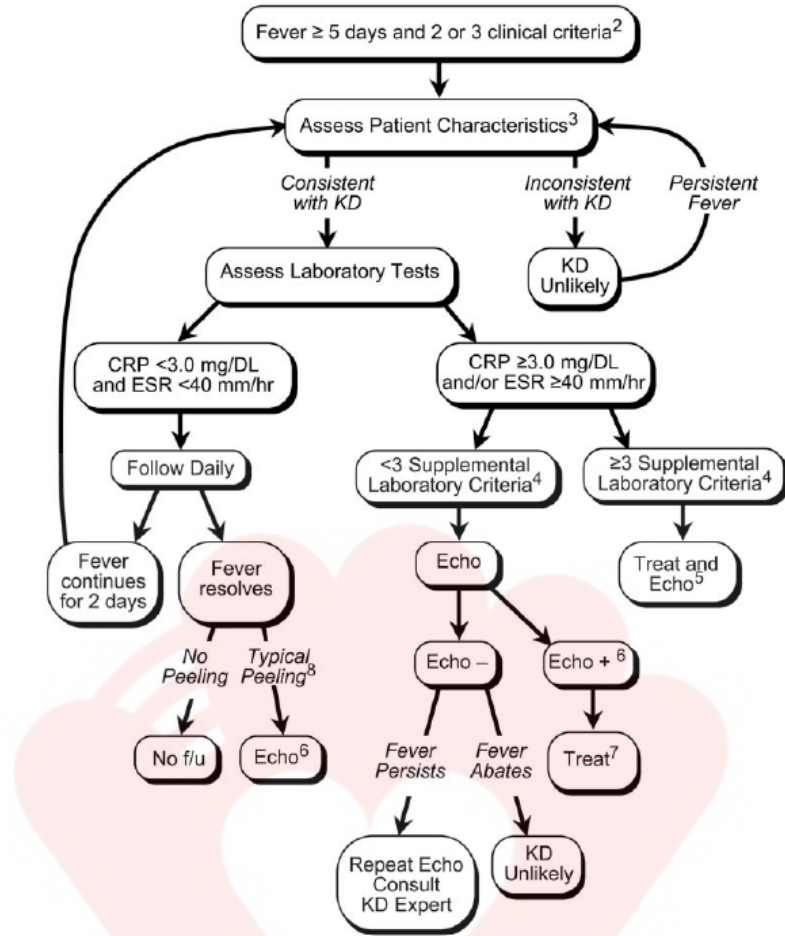 Fever ≥ 5 days and 2 or 3 clinical criteria²
Assess Patient Characteristics³
Consistent
with KD
Inconsistent
with KD
Persistent
Fever
Assess Laboratory Tests
KD
Unlikely
CRP <3.0 mg/DL
and ESR <40 mm/hr
CRP ≥3.0 mg/DL
and/or ESR ≥40 mm/hr
Follow Daily
<3 Supplemental
Laboratory Criteria⁴
≥3 Supplemental
Laboratory Criteria⁴
Fever
continues
for 2 days
Fever
resolves
Echo
Treat and
Echo⁵
No
Peeling
Typical
Peeling⁸
Echo –
Echo + ⁶
No f/u
Echo⁶
Fever
Persists
Fever
Abates
Treat⁷
Repeat Echo
Consult
KD Expert
KD
Unlikely